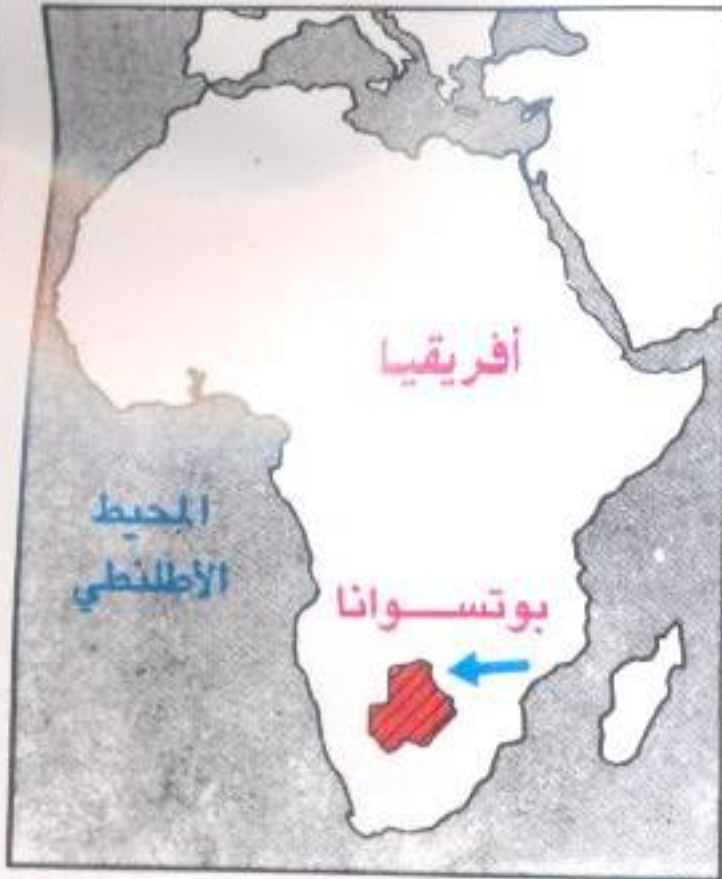 أفريقيا
المحيط
الأطلنطي
بوتسوانا